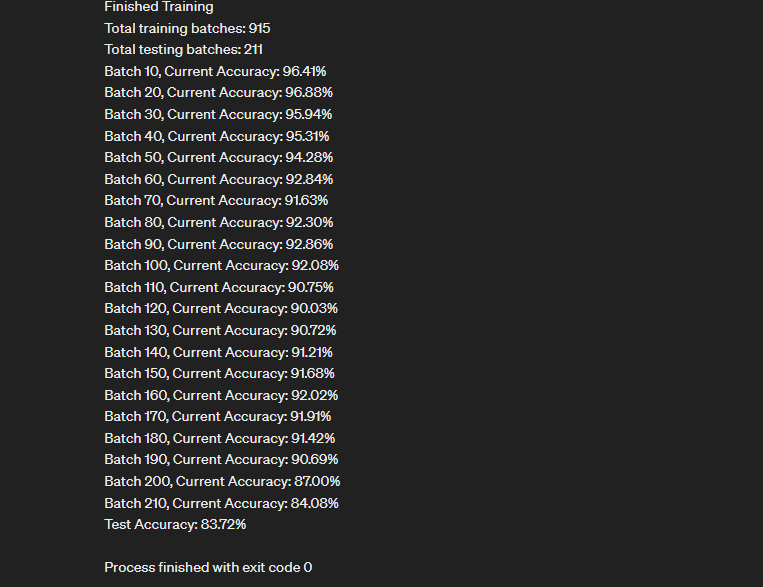 Finished Training
Total training batches: 915
Total testing batches: 211
Batch 10, Current Accuracy: 96.41%
Batch 20, Current Accuracy: 96.88%
Batch 30, Current Accuracy: 95.94%
Batch 40, Current Accuracy: 95.31%
Batch 50, Current Accuracy: 94.28%
Batch 60, Current Accuracy: 92.84%
Batch 70, Current Accuracy: 91.63%
Batch 80, Current Accuracy: 92.30%
Batch 90, Current Accuracy: 92.86%
Batch 100, Current Accuracy: 92.08%
Batch 110, Current Accuracy: 90.75%
Batch 120, Current Accuracy: 90.03%
Batch 130, Current Accuracy: 90.72%
Batch 140, Current Accuracy: 91.21%
Batch 150, Current Accuracy: 91.68%
Batch 160, Current Accuracy: 92.02%
Batch 170, Current Accuracy: 91.91%
Batch 180, Current Accuracy: 91.42%
Batch 190, Current Accuracy: 90.69%
Batch 200, Current Accuracy: 87.00%
Batch 210, Current Accuracy: 84.08%
Test Accuracy: 83.72%
Process finished with exit code 0